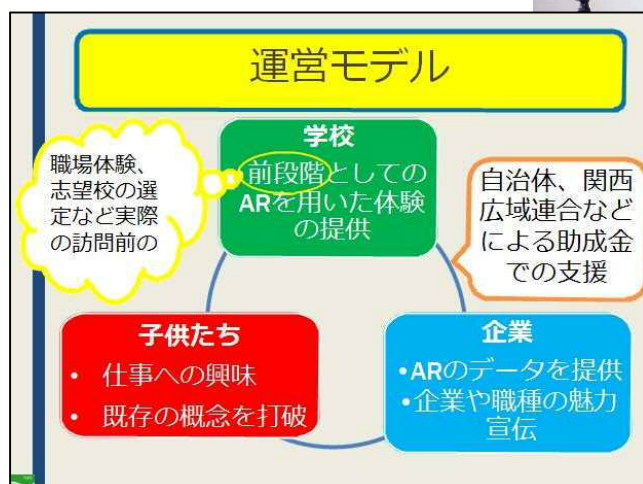 運営モデル
学校
前段階としての
ARを用いた体験
の提供
職場体験、
志望校の選
定など実際
の訪問前の
自治体、関西
広域連合などに
よる助成金
での支援
子供たち
• 仕事への興味
• 既存の概念を打破
企業
•ARのデータを提供
•企業や職種の魅力
宣伝